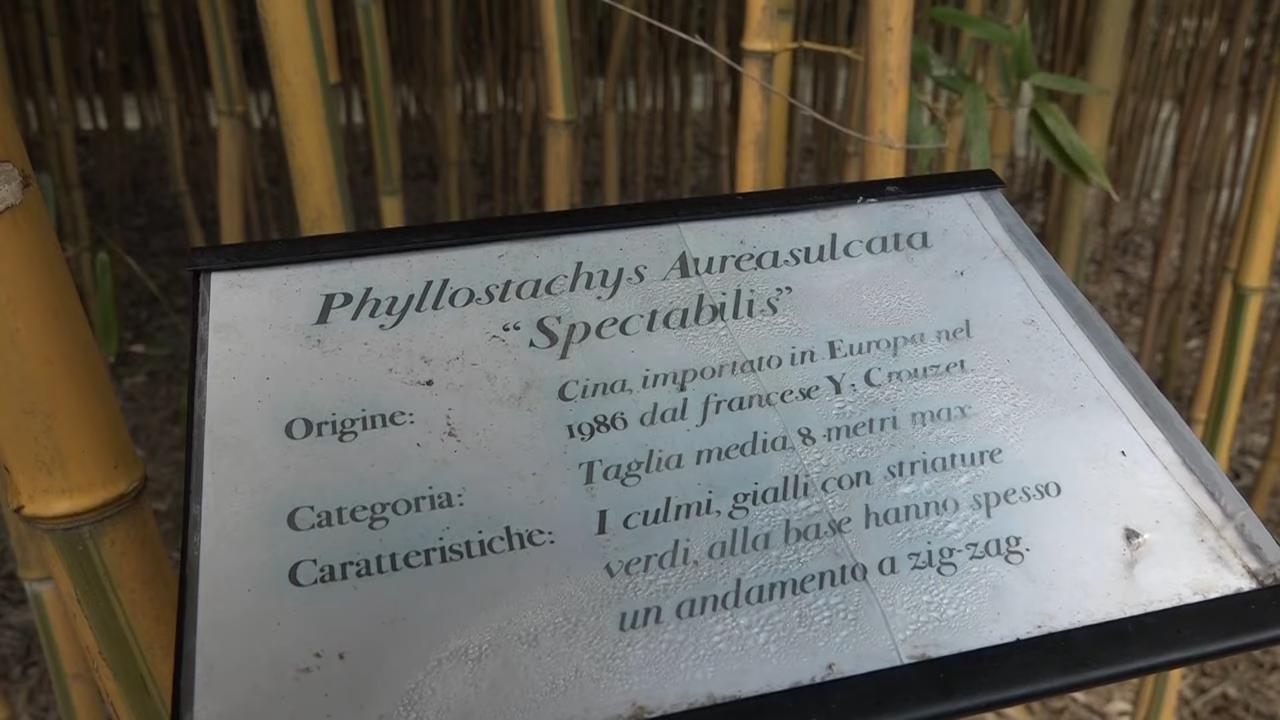 Phyllostachys Aureasulcata
“Spectabilis”
Origine: Cina, importato in Europa nel
1986 dal francese Y; Crouzet
Categoria: Taglia media 8 metri max
Caratteristiche: I culmi, gialli con striature
verdi, alla base hanno spesso
un andamento a zig-zag.